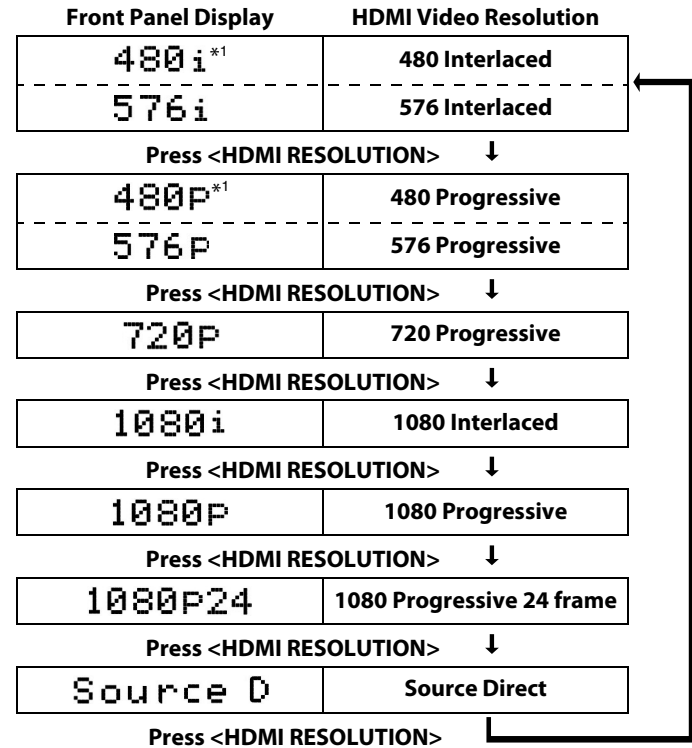 Front Panel Display HDMI Video Resolution
480i*1 480 Interlaced
576i 576 Interlaced
Press <HDMI RESOLUTION>
480P*1 480 Progressive
576P 576 Progressive
Press <HDMI RESOLUTION>
720P 720 Progressive
Press <HDMI RESOLUTION>
1080i 1080 Interlaced
Press <HDMI RESOLUTION>
1080P 1080 Progressive
Press <HDMI RESOLUTION>
1080P24 1080 Progressive 24 frame
Press <HDMI RESOLUTION>
Source D Source Direct
Press <HDMI RESOLUTION>